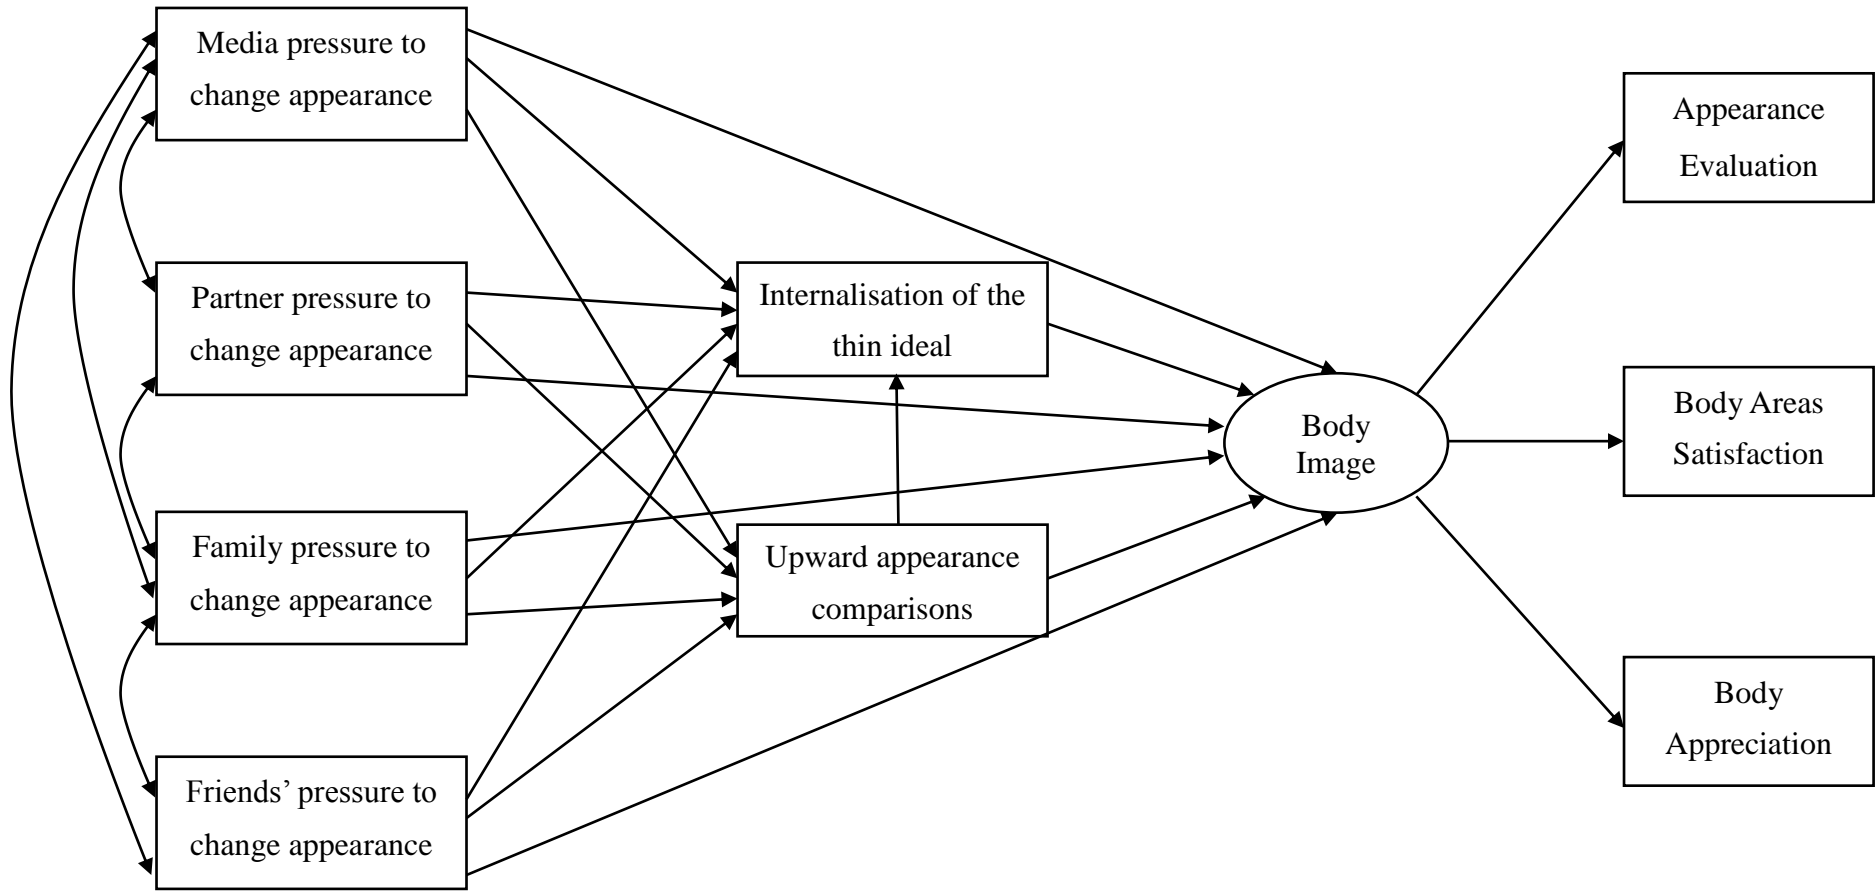 Media pressure to
change appearance
Partner pressure to
change appearance
Family pressure to
change appearance
Friends’ pressure to
change appearance
Internalisation of the
thin ideal
Upward appearance
comparisons
Body
Image
Appearance
Evaluation
Body Areas
Satisfaction
Body
Appreciation